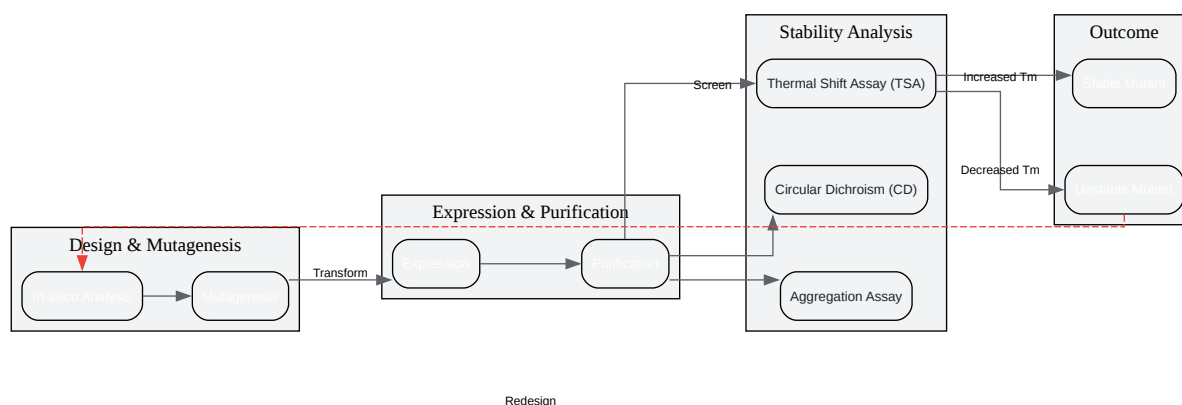 Design & Mutagenesis
In-silico Analysis
Mutagenesis
Transform
Expression & Purification
Expression
Purification
Screen
Stability Analysis
Thermal Shift Assay (TSA)
Circular Dichroism (CD)
Aggregation Assay
Increased Tm
Decreased Tm
Outcome
Stable Mutant
Unstable Mutant
Redesign